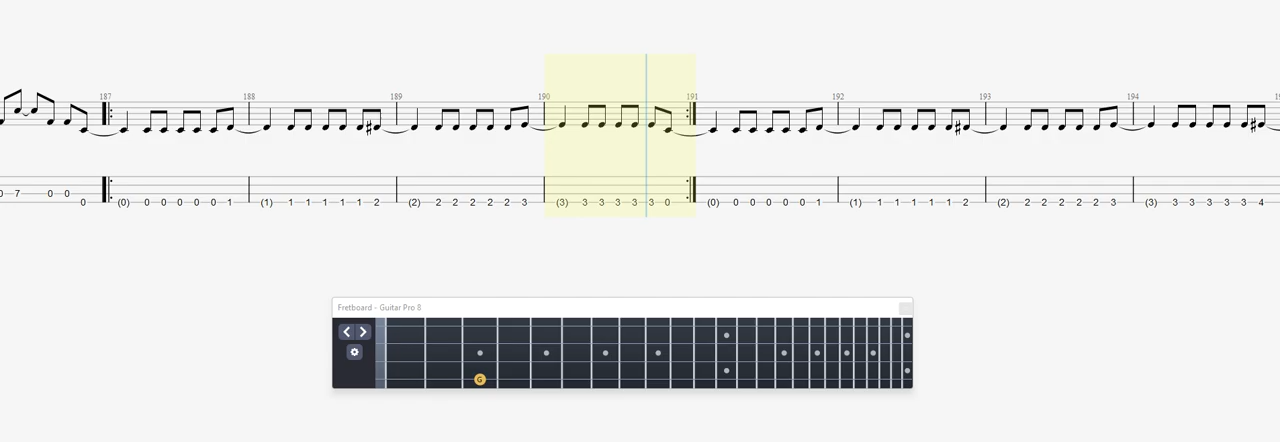 187 188 189 190 191 192 193 194
7 0 0
0 (0) 0 0 0 0 0 1 (1) 1 1 1 1 1 2 (2) 2 2 2 2 2 3 (3) 3 3 3 3 3 0 (0) 0 0 0 0 0 1 (1) 1 1 1 1 1 2 (2) 2 2 2 2 2 3 (3) 3 3 3 3 3 4
Fretboard - Guitar Pro 8
G